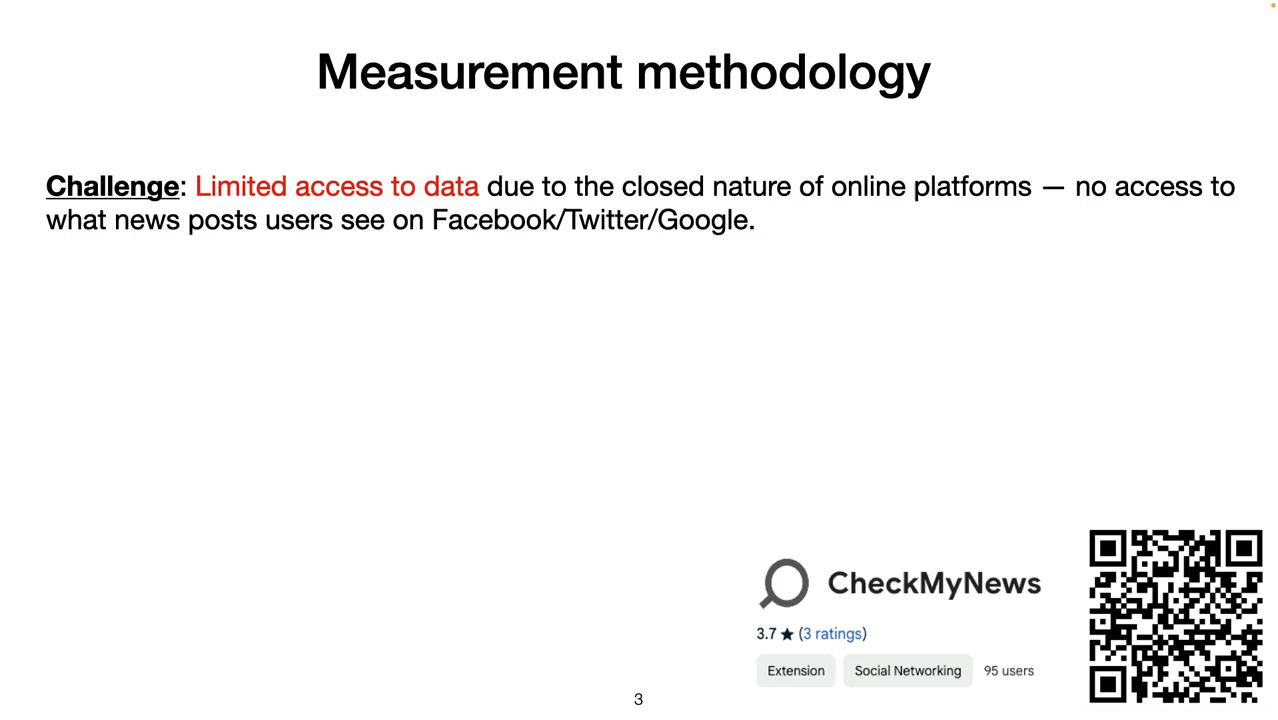 Measurement methodology
Challenge: Limited access to data due to the closed nature of online platforms — no access to
what news posts users see on Facebook/Twitter/Google.
CheckMyNews
3.7 ★ (3 ratings)
Extension Social Networking 95 users
3